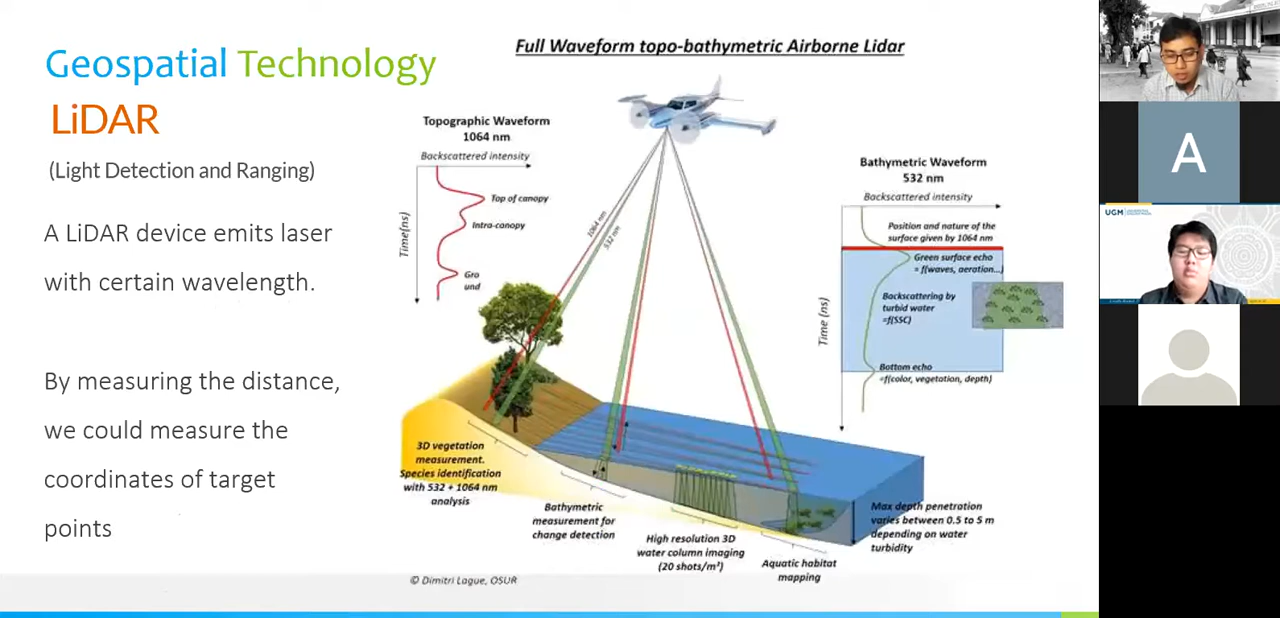 Geospatial Technology
LiDAR
(Light Detection and Ranging)
A LiDAR device emits laser
with certain wavelength.
By measuring the distance,
we could measure the
coordinates of target
points
Full Waveform topo-bathymetric Airborne Lidar
Topographic Waveform
1064 nm
Backscattered intensity
Time(ns)
Top of canopy
Intra-canopy
Gro
und
1064 nm
532 nm
Bathymetric Waveform
532 nm
Backscattered intensity
Time (ns)
Position and nature of the
surface given by 1064 nm
Green surface echo
= f(waves, aeration...)
Backscattering by
turbid water
=f(SSC)
Bottom echo
=f(color, vegetation, depth)
3D vegetation
measurement.
Species identification
with 532 + 1064 nm
analysis
Bathymetric
measurement for
change detection
High resolution 3D
water column imaging
(20 shots/m²)
Aquatic habitat
mapping
Max depth penetration
varies between 0.5 to 5 m
depending on water
turbidity
© Dimitri Lague, OSUR
A
UGM